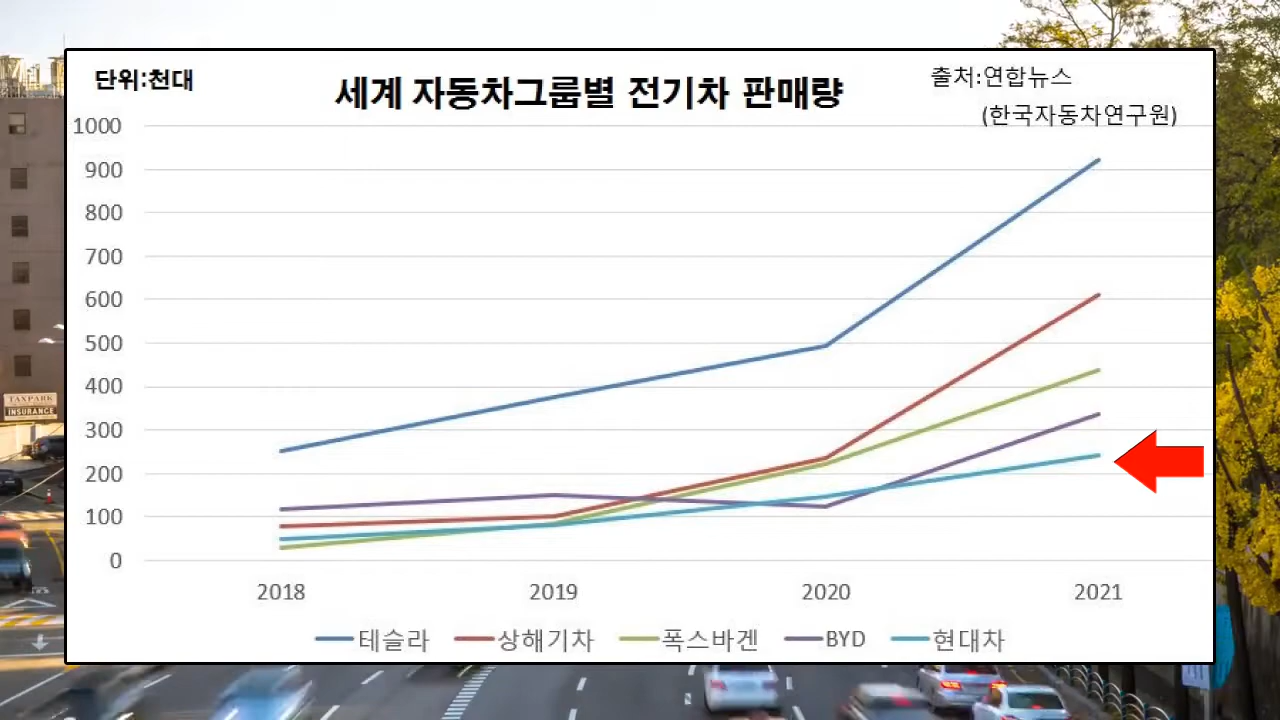 단위:천대
세계 자동차그룹별 전기차 판매량
출처:연합뉴스
(한국자동차연구원)
1000
900
800
700
600
500
400
300
200
100
0
2018 2019 2020 2021
테슬라 상해기차 폭스바겐 BYD 현대차
TAXPARK
INSURANCE